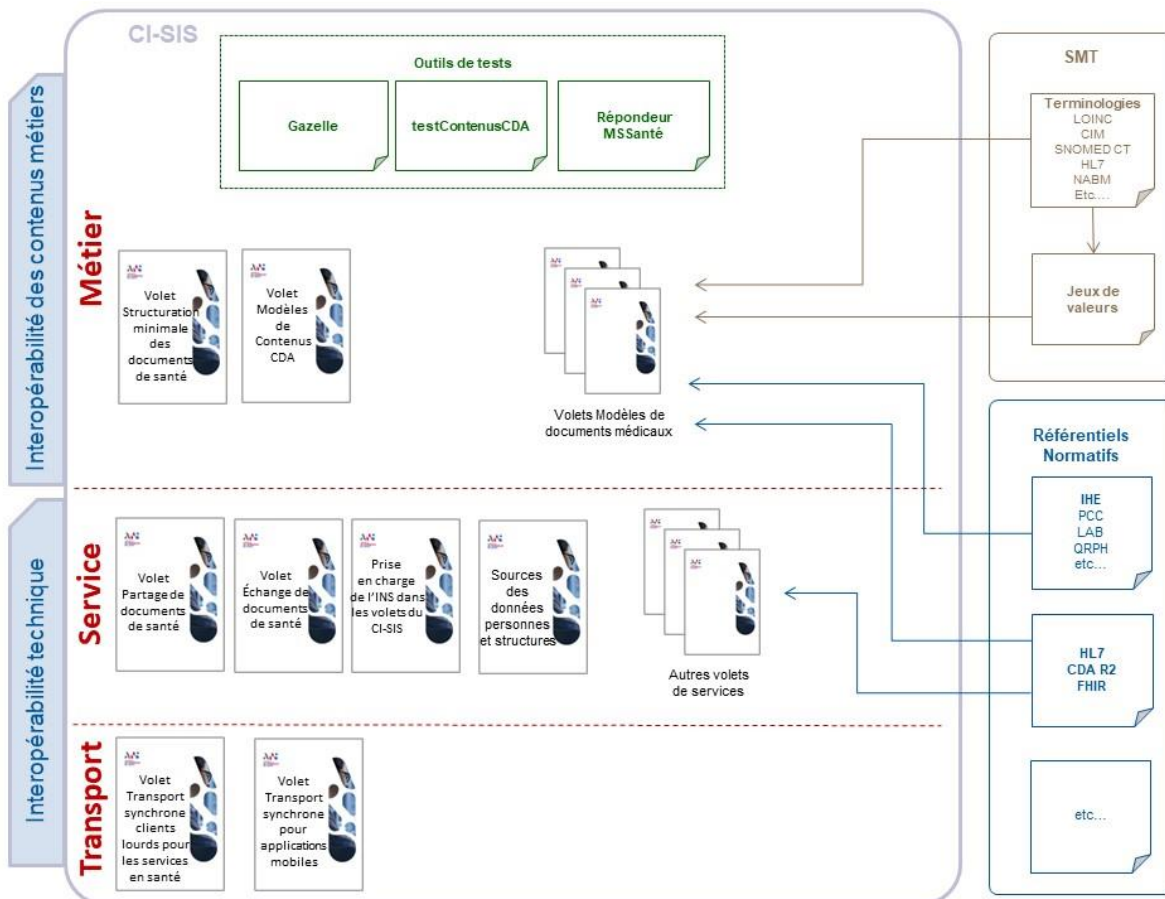 CI-SIS
Interopérabilité des contenus métiers
Métier
Outils de tests
Gazelle
testContenusCDA
Répondeur
MSSanté
Volet
Structuration
minimale
des
documents
de santé
Volet
Modèles
de
Contenus
CDA
Volets Modèles de
documents médicaux
Interopérabilité technique
Service
Volet
Partage de
documents
de santé
Volet
Échange de
documents
de santé
Prise
en charge
de l'INS dans
les volets du
CI-SIS
Sources
des
données
personnes
et structures
Autres volets
de services
Transport
Volet
Transport
synchrone
clients
lourds pour
les services
en santé
Volet
Transport
synchrone
pour
applications
mobiles
SMT
Terminologies
LOINC
CIM
SNOMED CT
HL7
NABM
Etc....
Jeux de
valeurs
Référentiels
Normatifs
IHE
PCC
LAB
QRPH
etc...
HL7
CDA R2
FHIR
etc...